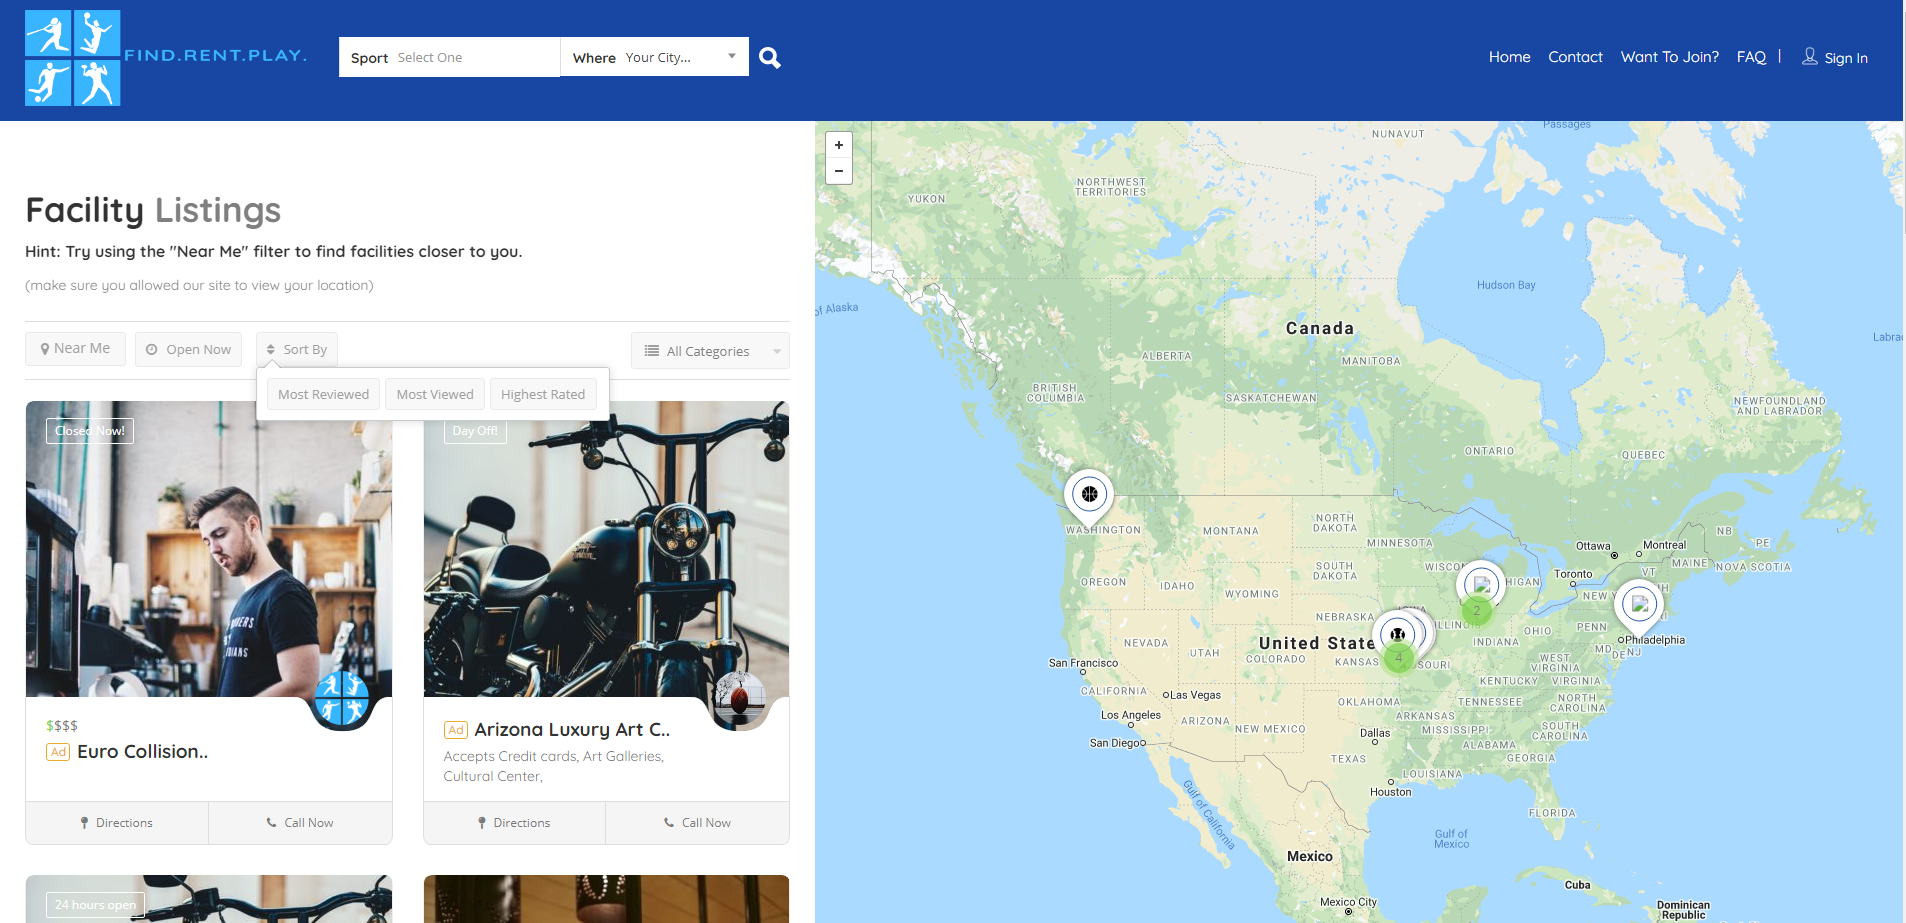 FIND.RENT.PLAY.
Sport Select One
Where Your City...
Home Contact Want To Join? FAQ | Sign In
Facility Listings
Hint: Try using the "Near Me" filter to find facilities closer to you.
(make sure you allowed our site to view your location)
Near Me
Open Now
Sort By
All Categories
Most Reviewed
Most Viewed
Highest Rated
Closed Now!
$$$$
Ad Euro Collision..
Directions
Call Now
Day Off!
Ad Arizona Luxury Art C..
Accepts Credit cards, Art Galleries,
Cultural Center,
Directions
Call Now
24 hours open
+
-
Passages
NUNAVUT
NORTHWEST
TERRITORIES
YUKON
Hudson Bay
of Alaska
Canada
Labra
ALBERTA
MANITOBA
BRITISH
COLUMBIA
SASKATCHEWAN
NEWFOUNDLAND
AND LABRADOR
ONTARIO
QUEBEC
WASHINGTON
MONTANA
NORTH
DAKOTA
MINNESOTA
Ottawa
Montreal
NB
PE
MAINE
NOVA SCOTIA
VT
OREGON
IDAHO
SOUTH
DAKOTA
WISCON
HIGAN
Toronto
NEW Y
H
WYOMING
2
NEBRASKA
IOWA
ILLINOI
INDIANA
OHIO
PENN
Philadelphia
MD
DE
NJ
NEVADA
UTAH
United State
COLORADO
KANSAS
4
SOURI
WEST
VIRGINIA
KENTUCKY
VIRGINIA
San Francisco
CALIFORNIA
Las Vegas
OKLAHOMA
TENNESSEE
NORTH
CAROLINA
Los Angeles
ARIZONA
NEW MEXICO
ARKANSAS
MISSISSIPPI
SOUTH
CAROLINA
San Diego
Dallas
ALABAMA
GEORGIA
TEXAS
LOUISIANA
Houston
Gulf of California
FLORIDA
Gulf of
Mexico
Mexico
Cuba
Mexico City
Dominican
Republic